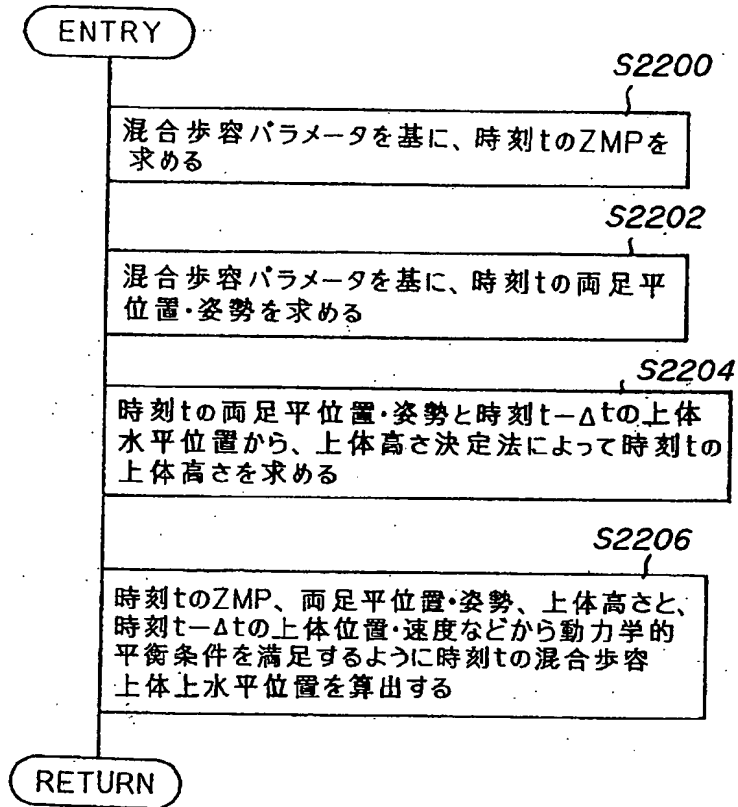 ENTRY
S2200
混合歩容パラメータを基に、時刻tのZMPを
求める
S2202
混合歩容パラメータを基に、時刻tの両足平
位置・姿勢を求める
S2204
時刻tの両足平位置・姿勢と時刻t−Δtの上体
水平位置から、上体高さ決定法によって時刻tの
上体高さを求める
S2206
時刻tのZMP、両足平位置・姿勢、上体高さと、
時刻t−Δtの上体位置・速度などから動力学的
平衡条件を満足するように時刻tの混合歩容
上体上水平位置を算出する
RETURN